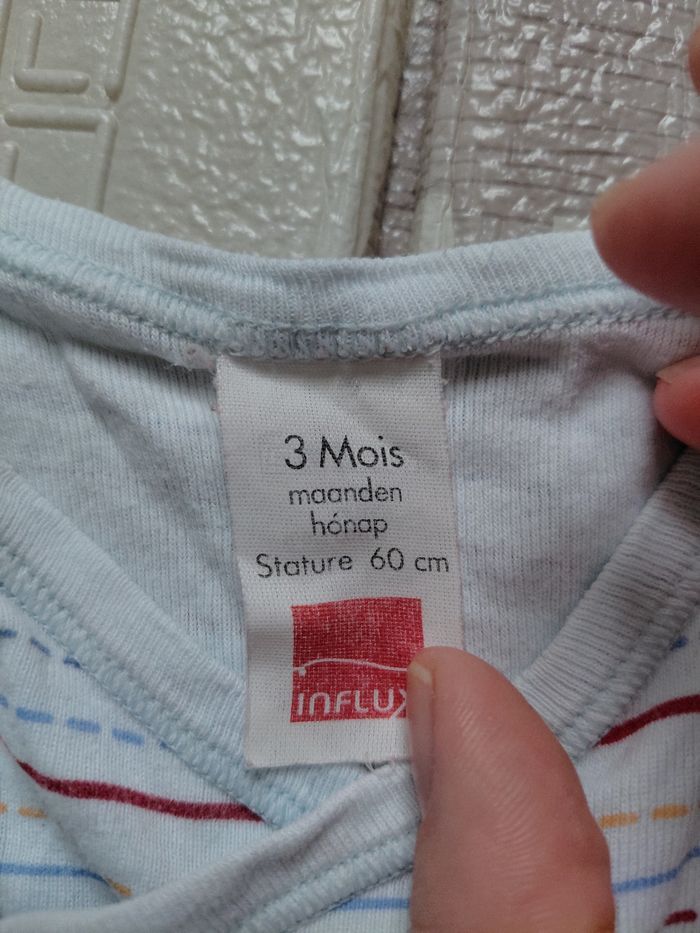 3 Mois
maanden
hónap
Stature 60 cm
INFLUX